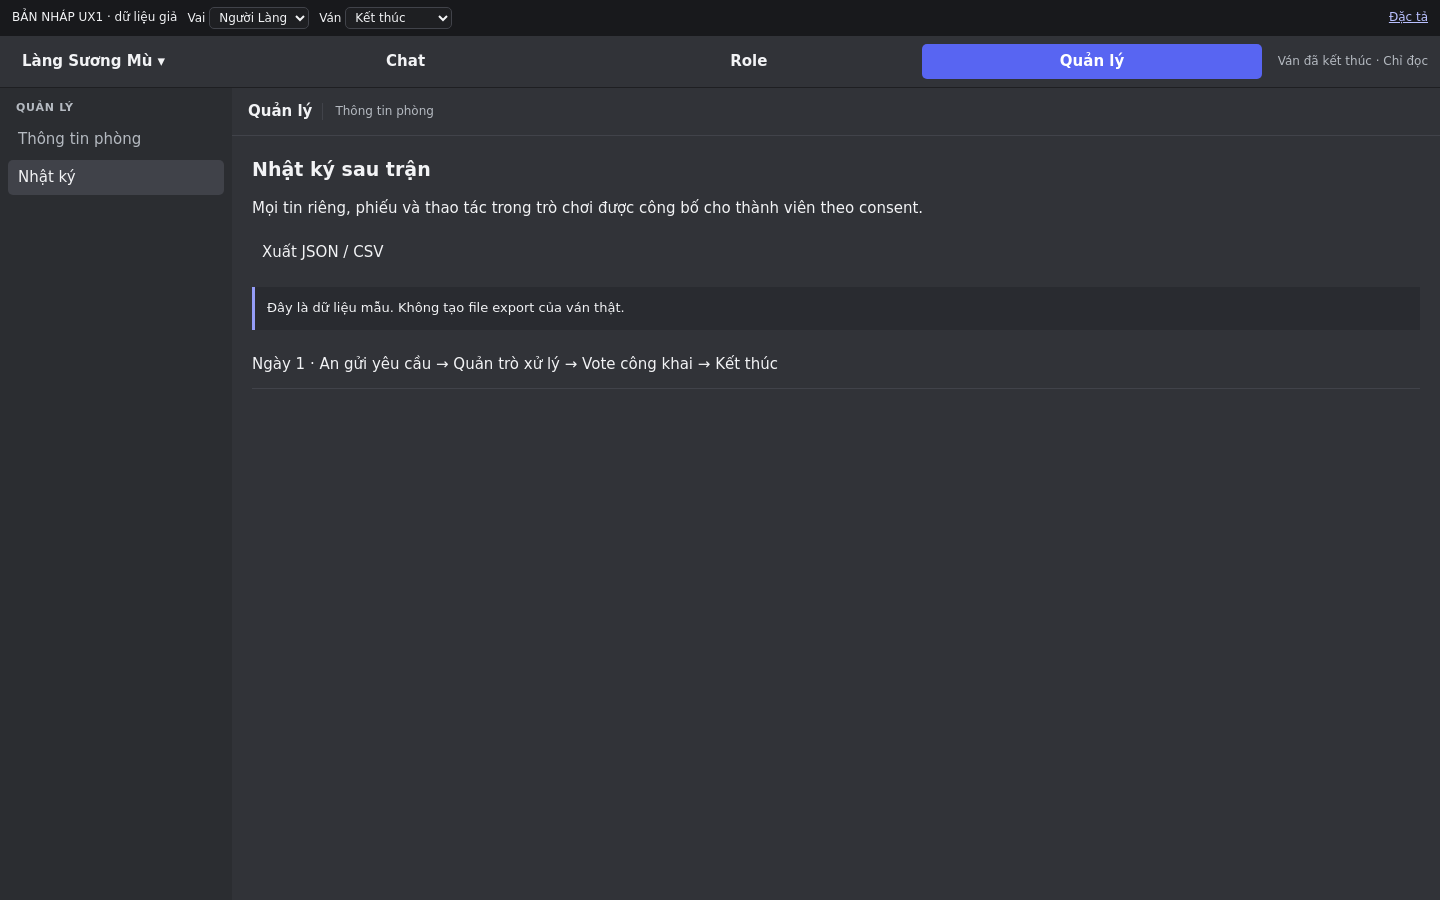 BẢN NHÁP UX1 · dữ liệu giả Vai Người Làng Ván Kết thúc Đặc tả
Làng Sương Mù ▾ Chat Role Quản lý Ván đã kết thúc · Chỉ đọc
QUẢN LÝ
Thông tin phòng
Nhật ký
Quản lý Thông tin phòng
Nhật ký sau trận
Mọi tin riêng, phiếu và thao tác trong trò chơi được công bố cho thành viên theo consent.
Xuất JSON / CSV
Đây là dữ liệu mẫu. Không tạo file export của ván thật.
Ngày 1 · An gửi yêu cầu → Quản trò xử lý → Vote công khai → Kết thúc